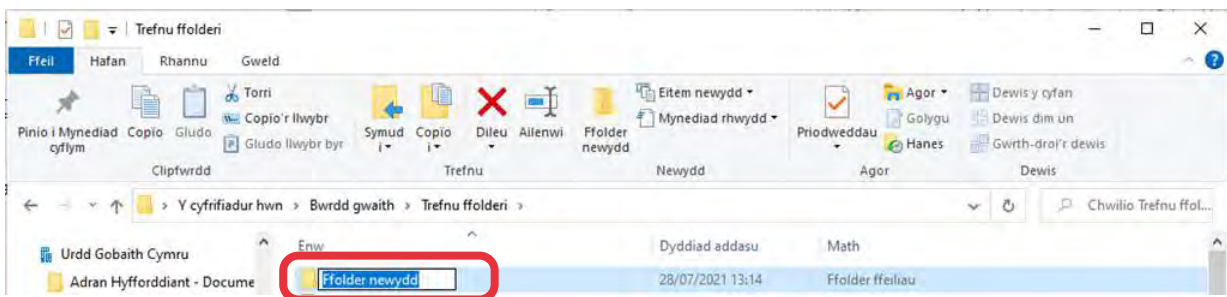 Trefnu ffolderi
Ffeil Hafan Rhannu Gweld
Pinio i Mynediad cyflym
Copïo
Gludo
Torri
Copïo'r llwybr
Gludo llwybr byr
Clipfwrdd
Symud i
Copïo i
Dileu
Ailenwi
Trefnu
Ffolder newydd
Eitem newydd
Mynediad rhwydd
Newydd
Priodweddau
Agor
Golygu
Hanes
Agor
Dewis y cyfan
Dewis dim un
Gwrth-droi'r dewis
Dewis
Y cyfrifiadur hwn > Bwrdd gwaith > Trefnu ffolderi >
Chwilio Trefnu ffol...
Urdd Gobaith Cymru
Adran Hyfforddiant - Docume
Enw Dyddiad addasu Math
Ffolder newydd 28/07/2021 13:14 Ffolder ffeiliau